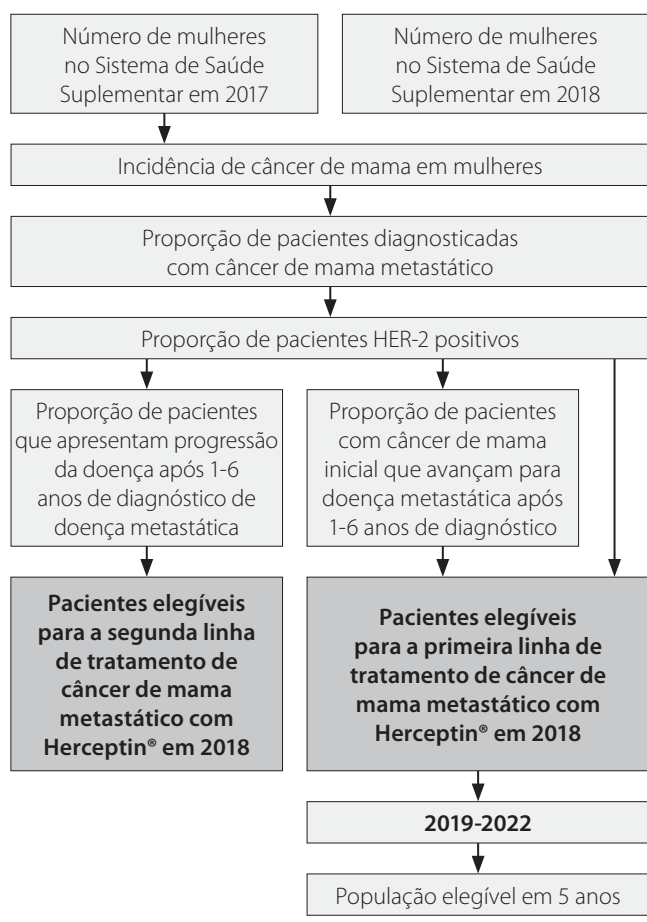 Número de mulheres
no Sistema de Saúde
Suplementar em 2017
Número de mulheres
no Sistema de Saúde
Suplementar em 2018
Incidência de câncer de mama em mulheres
Proporção de pacientes diagnosticadas
com câncer de mama metastático
Proporção de pacientes HER-2 positivos
Proporção de pacientes
que apresentam progressão
da doença após 1-6
anos de diagnóstico de
doença metastática
Proporção de pacientes
com câncer de mama
inicial que avançam para
doença metastática após
1-6 anos de diagnóstico
Pacientes elegíveis
para a segunda linha
de tratamento de
câncer de mama
metastático com
Herceptin® em 2018
Pacientes elegíveis
para a primeira linha de
tratamento de câncer de
mama metastático com
Herceptin® em 2018
2019-2022
População elegível em 5 anos